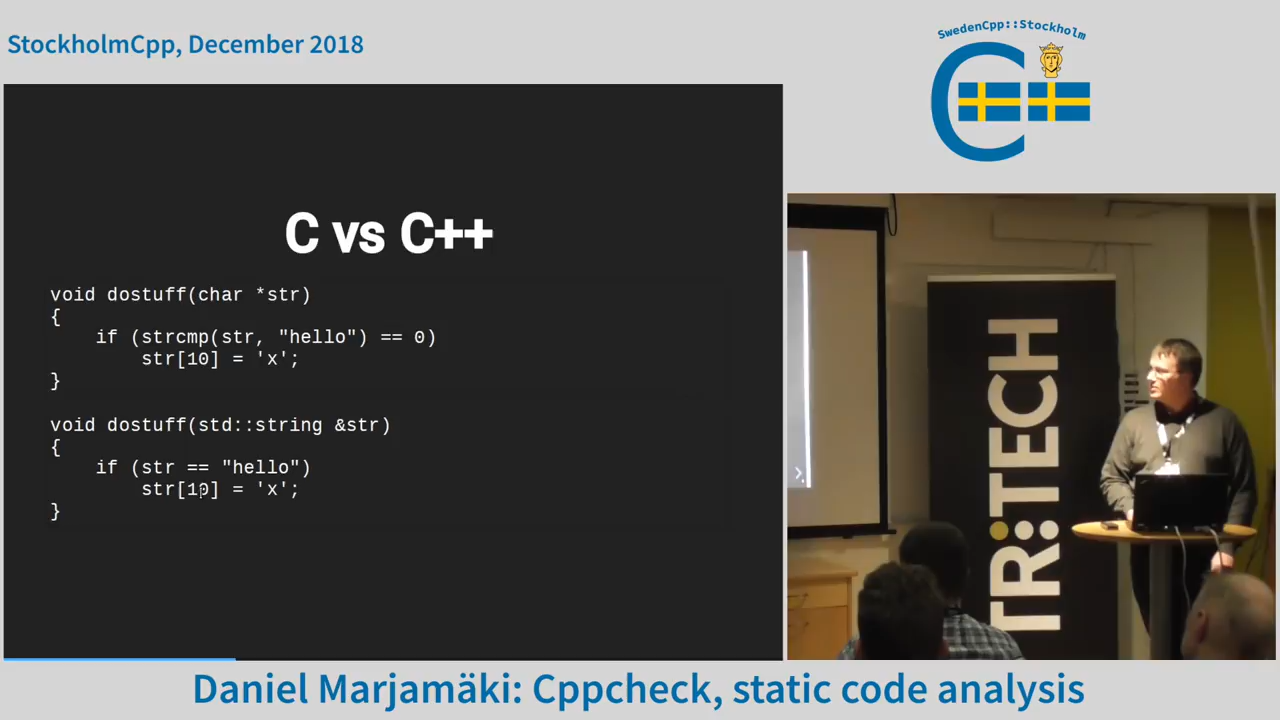 StockholmCpp, December 2018
SwedenCpp::Stockholm
C vs C++
void dostuff(char *str)
{
    if (strcmp(str, "hello") == 0)
        str[10] = 'x';
}
void dostuff(std::string &str)
{
    if (str == "hello")
        str[10] = 'x';
}
TR:TECH
Daniel Marjamäki: Cppcheck, static code analysis